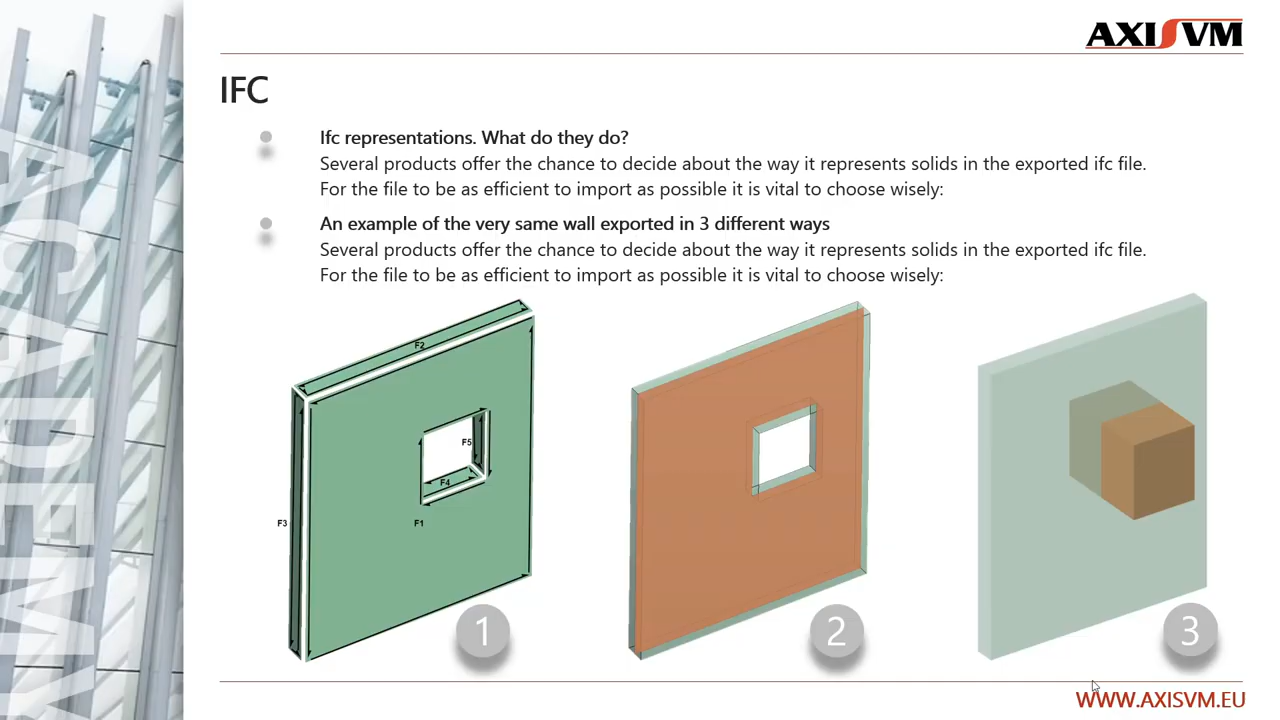 AXISVM
IFC
Ifc representations. What do they do?
Several products offer the chance to decide about the way it represents solids in the exported ifc file.
For the file to be as efficient to import as possible it is vital to choose wisely:
An example of the very same wall exported in 3 different ways
Several products offer the chance to decide about the way it represents solids in the exported ifc file.
For the file to be as efficient to import as possible it is vital to choose wisely:
F2
F5
F4
F3
F1
1
2
3
WWW.AXISVM.EU
ACADEMY